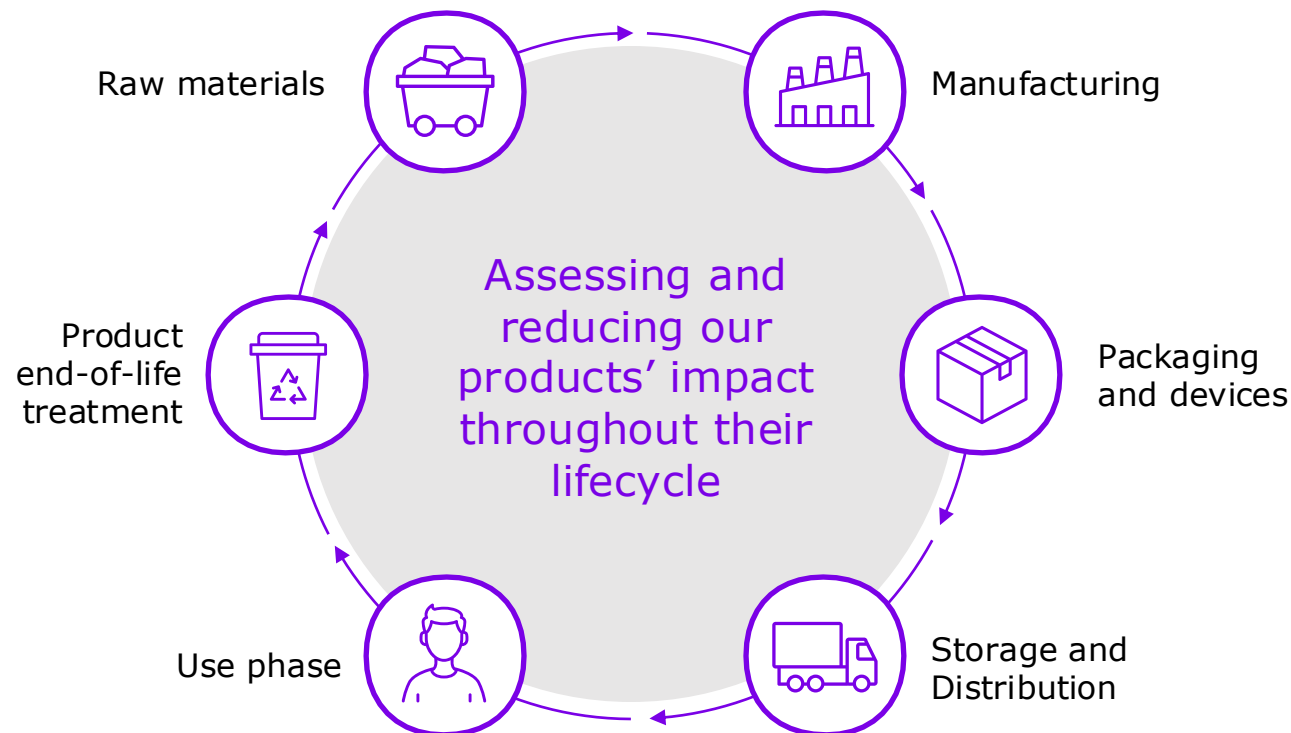 Raw materials
Manufacturing
Assessing and
reducing our
products’ impact
throughout their
lifecycle
Product
end-of-life
treatment
Packaging
and devices
Use phase
Storage and
Distribution